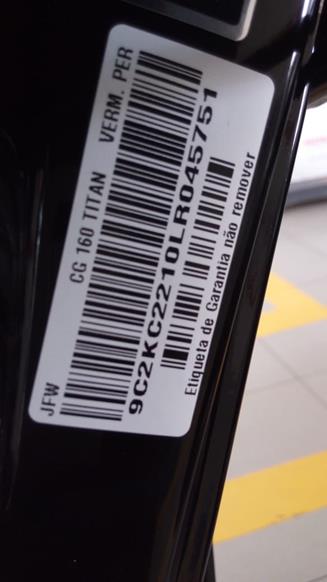 JFW CG 160 TITAN VERM. PER
9C2KC2210LR045751
Etiqueta de Garantia não remover